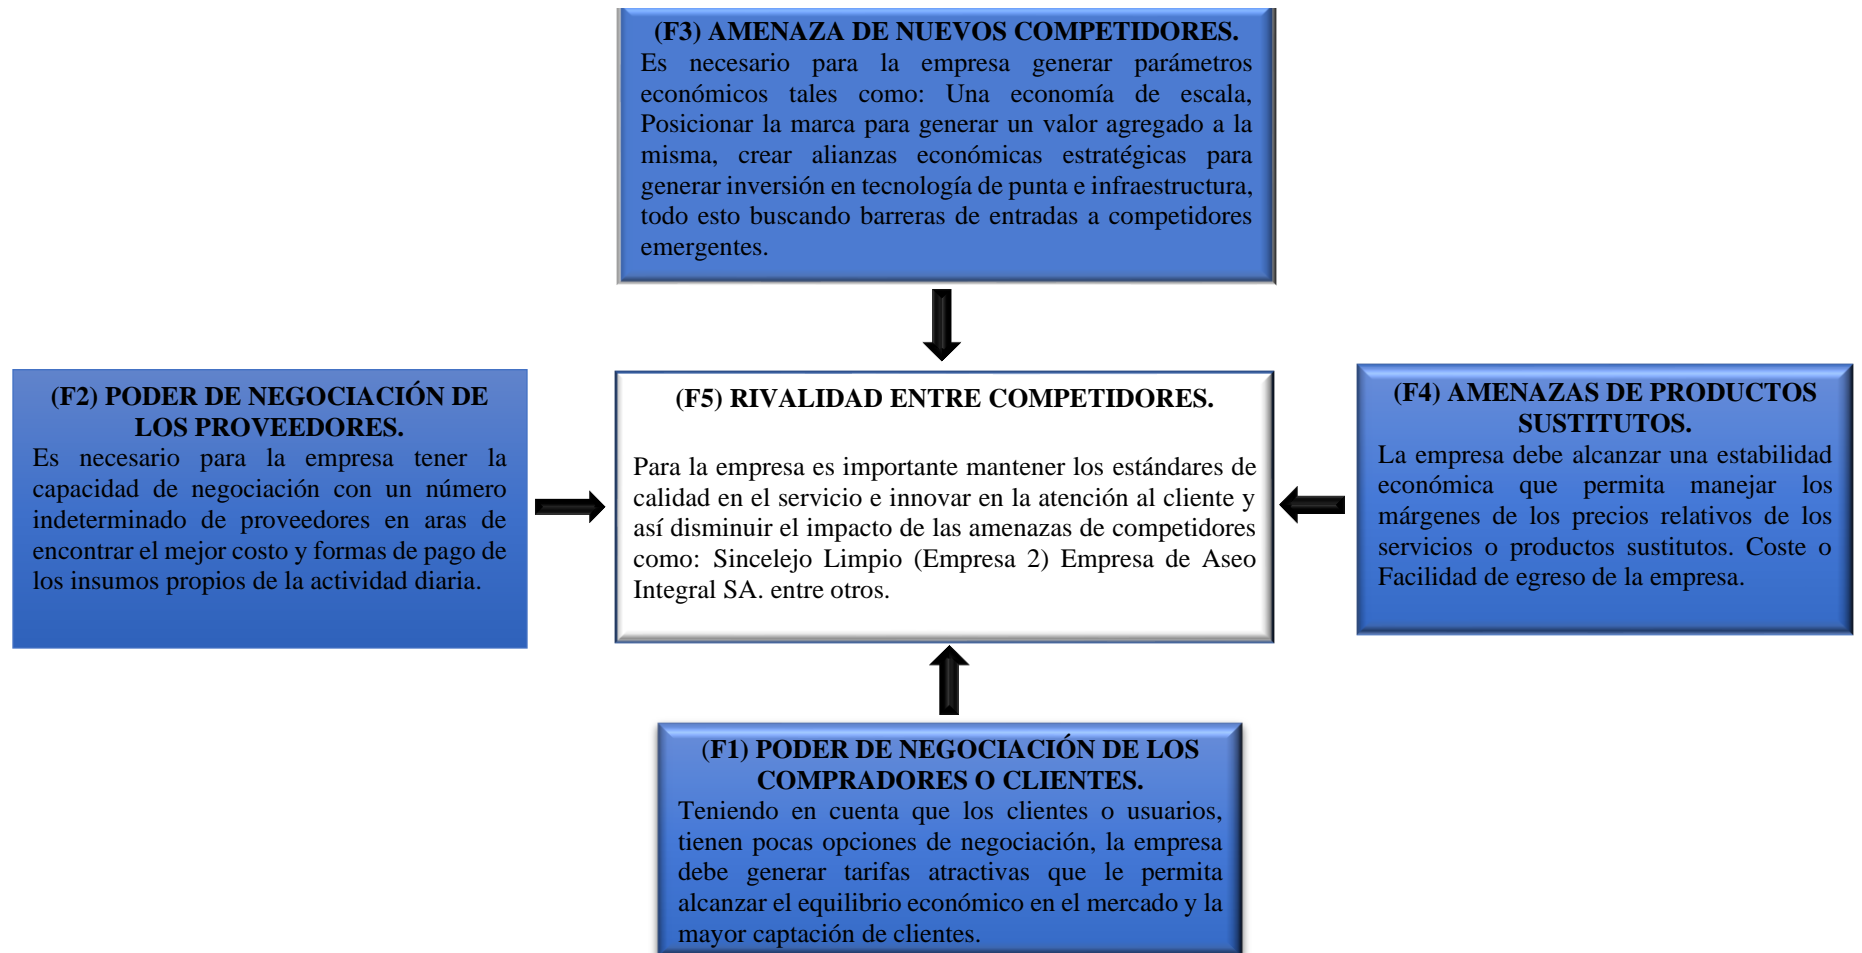 (F3) AMENAZA DE NUEVOS COMPETIDORES.
Es necesario para la empresa generar parámetros
económicos tales como: Una economía de escala,
Posicionar la marca para generar un valor agregado a la
misma, crear alianzas económicas estratégicas para
generar inversión en tecnología de punta e infraestructura,
todo esto buscando barreras de entradas a competidores
emergentes.
(F2) PODER DE NEGOCIACIÓN DE
LOS PROVEEDORES.
Es necesario para la empresa tener la
capacidad de negociación con un número
indeterminado de proveedores en aras de
encontrar el mejor costo y formas de pago de
los insumos propios de la actividad diaria.
(F5) RIVALIDAD ENTRE COMPETIDORES.
Para la empresa es importante mantener los estándares de
calidad en el servicio e innovar en la atención al cliente y
así disminuir el impacto de las amenazas de competidores
como: Sincelejo Limpio (Empresa 2) Empresa de Aseo
Integral SA. entre otros.
(F4) AMENAZAS DE PRODUCTOS
SUSTITUTOS.
La empresa debe alcanzar una estabilidad
económica que permita manejar los
márgenes de los precios relativos de los
servicios o productos sustitutos. Coste o
Facilidad de egreso de la empresa.
(F1) PODER DE NEGOCIACIÓN DE LOS
COMPRADORES O CLIENTES.
Teniendo en cuenta que los clientes o usuarios,
tienen pocas opciones de negociación, la empresa
debe generar tarifas atractivas que le permita
alcanzar el equilibrio económico en el mercado y la
mayor captación de clientes.